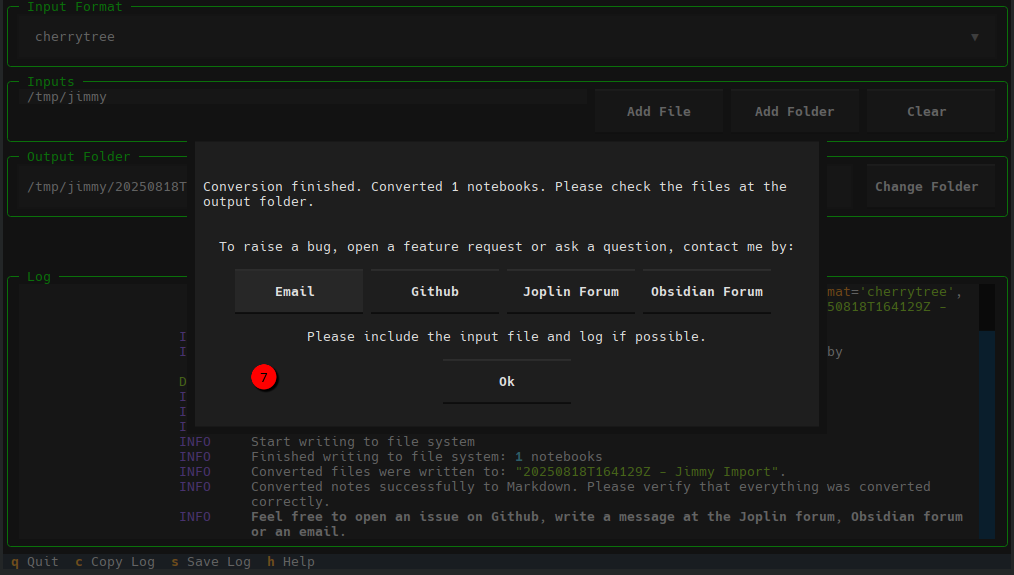 Input Format
cherrytree ▼
Inputs
/tmp/jimmy
Add File Add Folder Clear
Output Folder
/tmp/jimmy/20250818T
Change Folder
Conversion finished. Converted 1 notebooks. Please check the files at the
output folder.
To raise a bug, open a feature request or ask a question, contact me by:
Email Github Joplin Forum Obsidian Forum
Please include the input file and log if possible.
7
Ok
Log
mat='cherrytree',
50818T164129Z -
I
I by
D
I
I
I
INFO Start writing to file system
INFO Finished writing to file system: 1 notebooks
INFO Converted files were written to: "20250818T164129Z - Jimmy Import".
INFO Converted notes successfully to Markdown. Please verify that everything was converted
correctly.
INFO Feel free to open an issue on Github, write a message at the Joplin forum, Obsidian forum
or an email.
q Quit c Copy Log s Save Log h Help